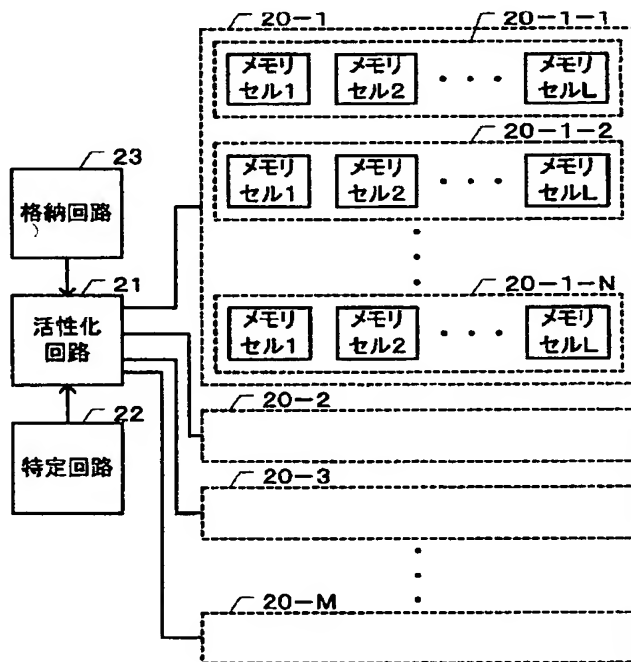 20-1
20-1-1
メモリ
セル1
メモリ
セル2
・・・
メモリ
セルL
20-1-2
メモリ
セル1
メモリ
セル2
・・・
メモリ
セルL
20-1-N
メモリ
セル1
メモリ
セル2
・・・
メモリ
セルL
23
格納回路
21
活性化
回路
22
特定回路
20-2
20-3
20-M